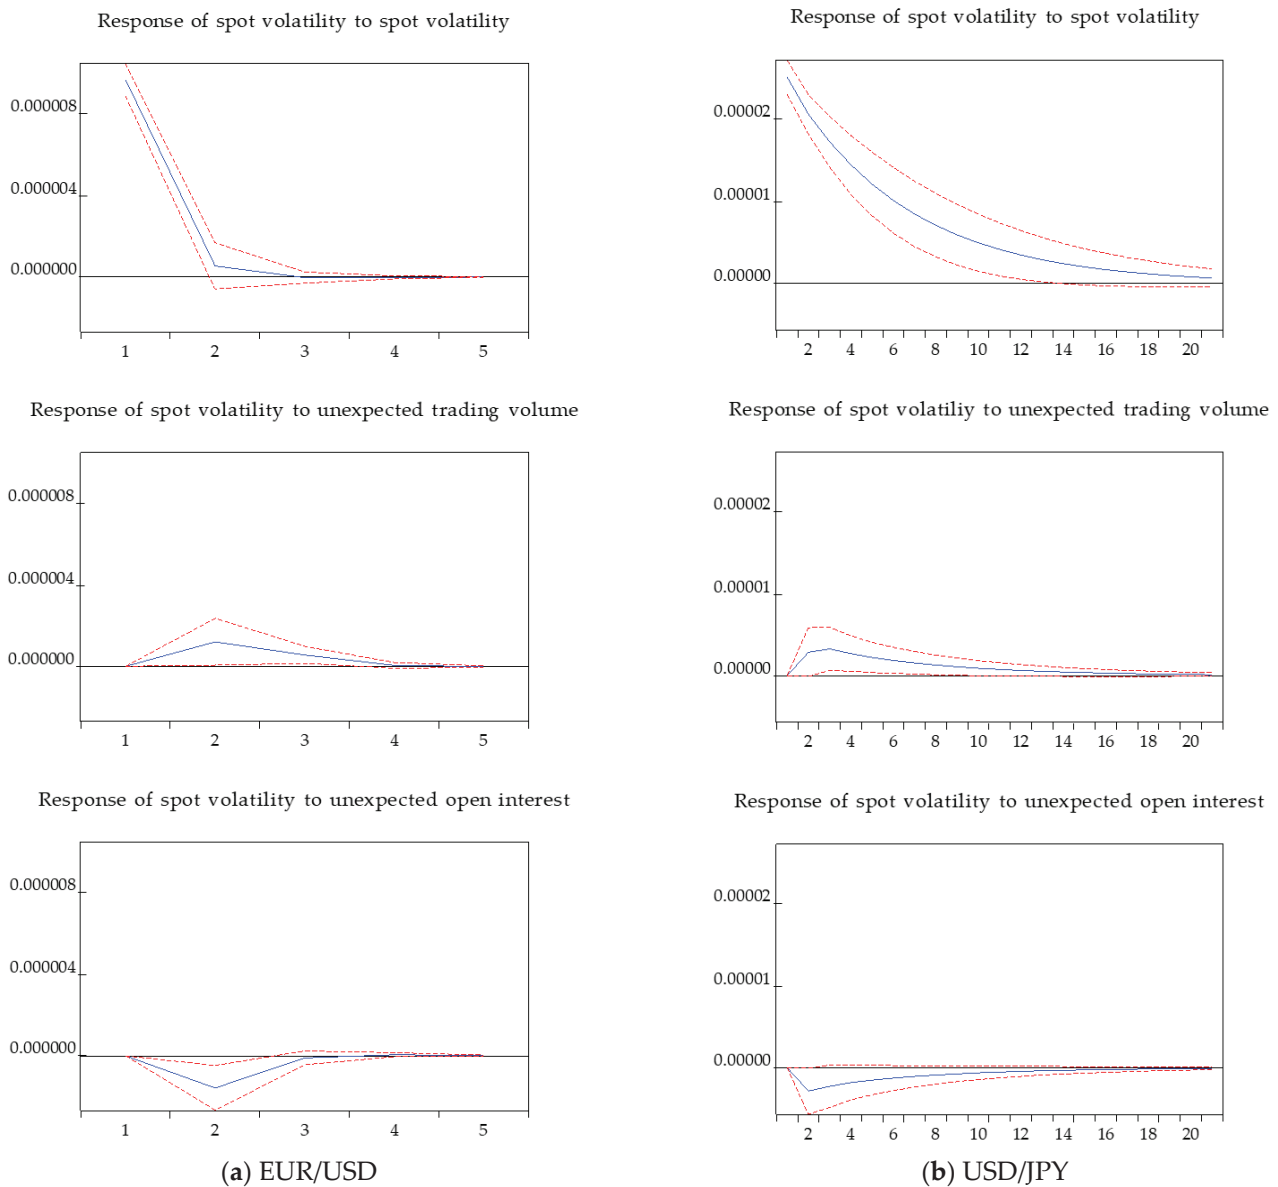 Response of spot volatility to spot volatility
0.000008
0.000004
0.000000
1 2 3 4 5
Response of spot volatility to spot volatility
0.00002
0.00001
0.00000
2 4 6 8 10 12 14 16 18 20
Response of spot volatility to unexpected trading volume
0.000008
0.000004
0.000000
1 2 3 4 5
Response of spot volatiliy to unexpected trading volume
0.00002
0.00001
0.00000
2 4 6 8 10 12 14 16 18 20
Response of spot volatility to unexpected open interest
0.000008
0.000004
0.000000
1 2 3 4 5
(a) EUR/USD
Response of spot volatility to unexpected open interest
0.00002
0.00001
0.00000
2 4 6 8 10 12 14 16 18 20
(b) USD/JPY